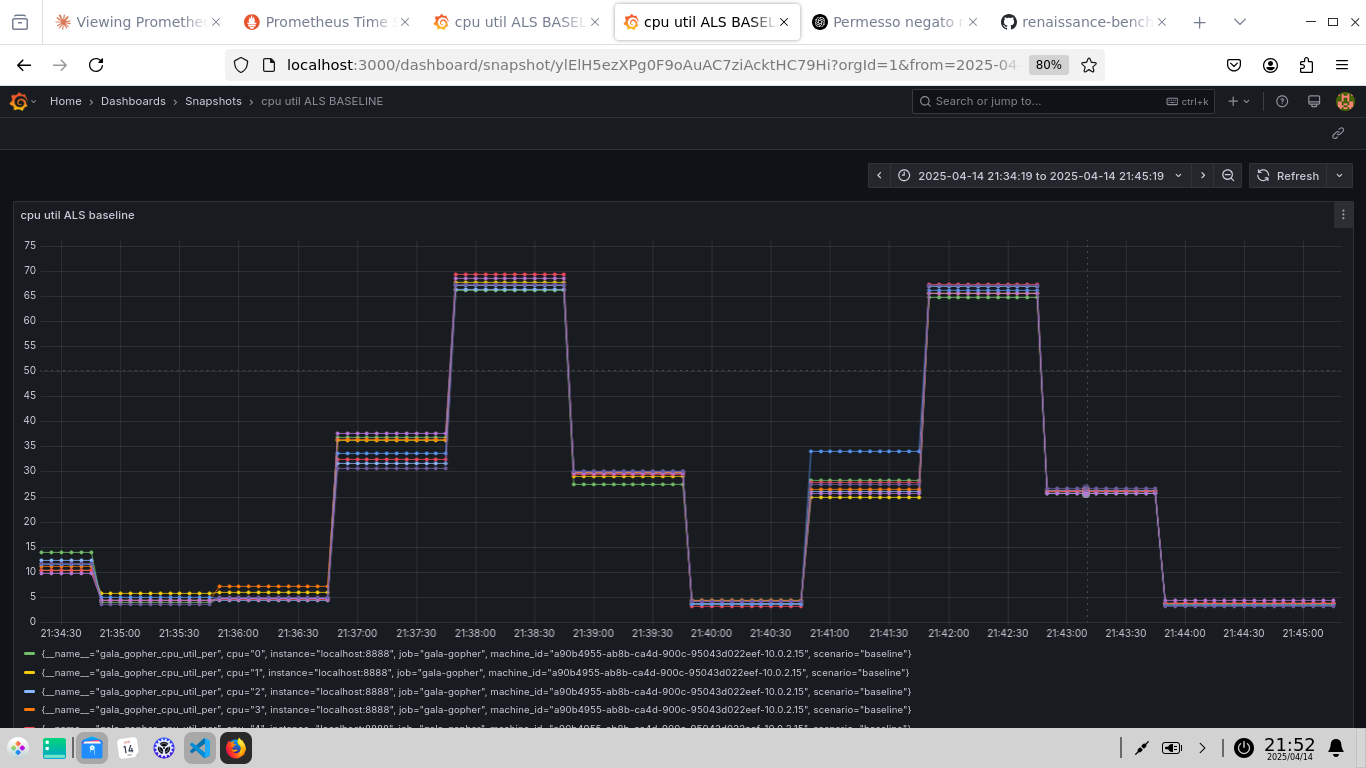 Viewing Promethe
Prometheus Time S
cpu util ALS BASEL
cpu util ALS BASEL
Permesso negato r
renaissance-bench
localhost:3000/dashboard/snapshot/ylElH5ezXPg0F9oAuAC7ziAcktHC79Hi?orgId=1&from=2025-04-
80%
Home › Dashboards › Snapshots › cpu util ALS BASELINE
Search or jump to...
ctrl+k
2025-04-14 21:34:19 to 2025-04-14 21:45:19
Refresh
cpu util ALS baseline
75
70
65
60
55
50
45
40
35
30
25
20
15
10
5
0
21:34:30 21:35:00 21:35:30 21:36:00 21:36:30 21:37:00 21:37:30 21:38:00 21:38:30 21:39:00 21:39:30 21:40:00 21:40:30 21:41:00 21:41:30 21:42:00 21:42:30 21:43:00 21:43:30 21:44:00 21:44:30 21:45:00
{__name__="gala_gopher_cpu_util_per", cpu="0", instance="localhost:8888", job="gala-gopher", machine_id="a90b4955-ab8b-ca4d-900c-95043d022eef-10.0.2.15", scenario="baseline"}
{__name__="gala_gopher_cpu_util_per", cpu="1", instance="localhost:8888", job="gala-gopher", machine_id="a90b4955-ab8b-ca4d-900c-95043d022eef-10.0.2.15", scenario="baseline"}
{__name__="gala_gopher_cpu_util_per", cpu="2", instance="localhost:8888", job="gala-gopher", machine_id="a90b4955-ab8b-ca4d-900c-95043d022eef-10.0.2.15", scenario="baseline"}
{__name__="gala_gopher_cpu_util_per", cpu="3", instance="localhost:8888", job="gala-gopher", machine_id="a90b4955-ab8b-ca4d-900c-95043d022eef-10.0.2.15", scenario="baseline"}
14
21:52
2025/04/14